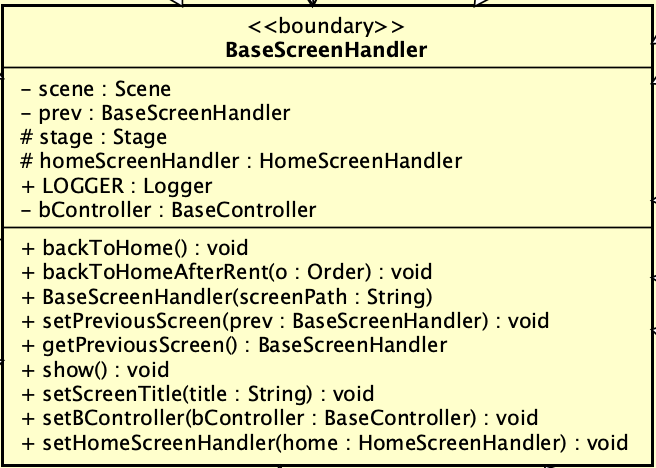 <<boundary>>
BaseScreenHandler
- scene : Scene
- prev : BaseScreenHandler
# stage : Stage
# homeScreenHandler : HomeScreenHandler
+ LOGGER : Logger
- bController : BaseController
+ backToHome() : void
+ backToHomeAfterRent(o : Order) : void
+ BaseScreenHandler(screenPath : String)
+ setPreviousScreen(prev : BaseScreenHandler) : void
+ getPreviousScreen() : BaseScreenHandler
+ show() : void
+ setScreenTitle(title : String) : void
+ setBController(bController : BaseController) : void
+ setHomeScreenHandler(home : HomeScreenHandler) : void